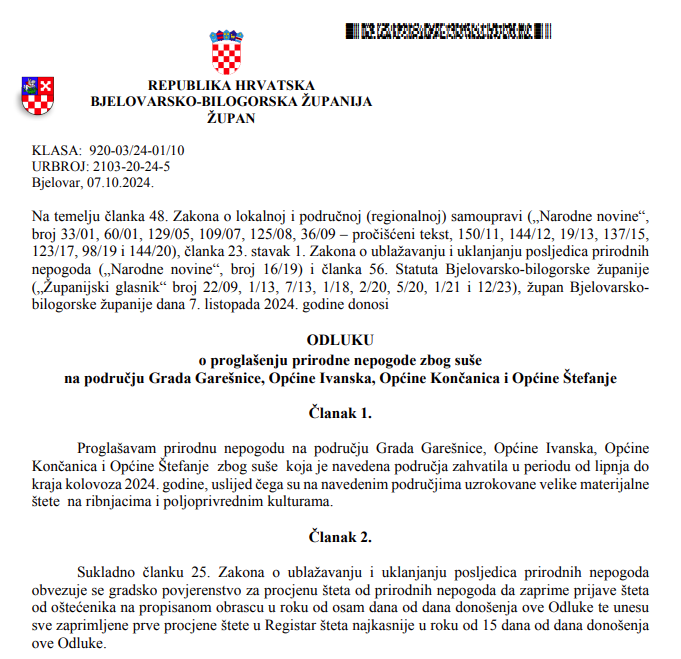 REPUBLIKA HRVATSKA
BJELOVARSKO-BILOGORSKA ŽUPANIJA
ŽUPAN
KLASA:  920-03/24-01/10
URBROJ: 2103-20-24-5
Bjelovar, 07.10.2024.
Na temelju članka 48. Zakona o lokalnoj i područnoj (regionalnoj) samoupravi („Narodne novine“,
broj 33/01, 60/01, 129/05, 109/07, 125/08, 36/09 – pročišćeni tekst, 150/11, 144/12, 19/13, 137/15,
123/17, 98/19 i 144/20), članka 23. stavak 1. Zakona o ublažavanju i uklanjanju posljedica prirodnih
nepogoda („Narodne novine“, broj 16/19) i članka 56. Statuta Bjelovarsko-bilogorske županije
(„Županijski glasnik“ broj 22/09, 1/13, 7/13, 1/18, 2/20, 5/20, 1/21 i 12/23), župan Bjelovarsko-
bilogorske županije dana 7. listopada 2024. godine donosi
ODLUKU
o proglašenju prirodne nepogode zbog suše
na području Grada Garešnice, Općine Ivanska, Općine Končanica i Općine Štefanje
Članak 1.
Proglašavam prirodnu nepogodu na području Grada Garešnice, Općine Ivanska, Općine
Končanica i Općine Štefanje  zbog suše  koja je navedena područja zahvatila u periodu od lipnja do
kraja kolovoza 2024. godine, uslijed čega su na navedenim područjima uzrokovane velike materijalne
štete  na ribnjacima i poljoprivrednim kulturama.
Članak 2.
Sukladno članku 25. Zakona o ublažavanju i uklanjanju posljedica prirodnih nepogoda
obvezuje se gradsko povjerenstvo za procjenu šteta od prirodnih nepogoda da zaprime prijave šteta
od oštećenika na propisanom obrascu u roku od osam dana od dana donošenja ove Odluke te unesu
sve zaprimljene prve procjene štete u Registar šteta najkasnije u roku od 15 dana od dana donošenja
ove Odluke.